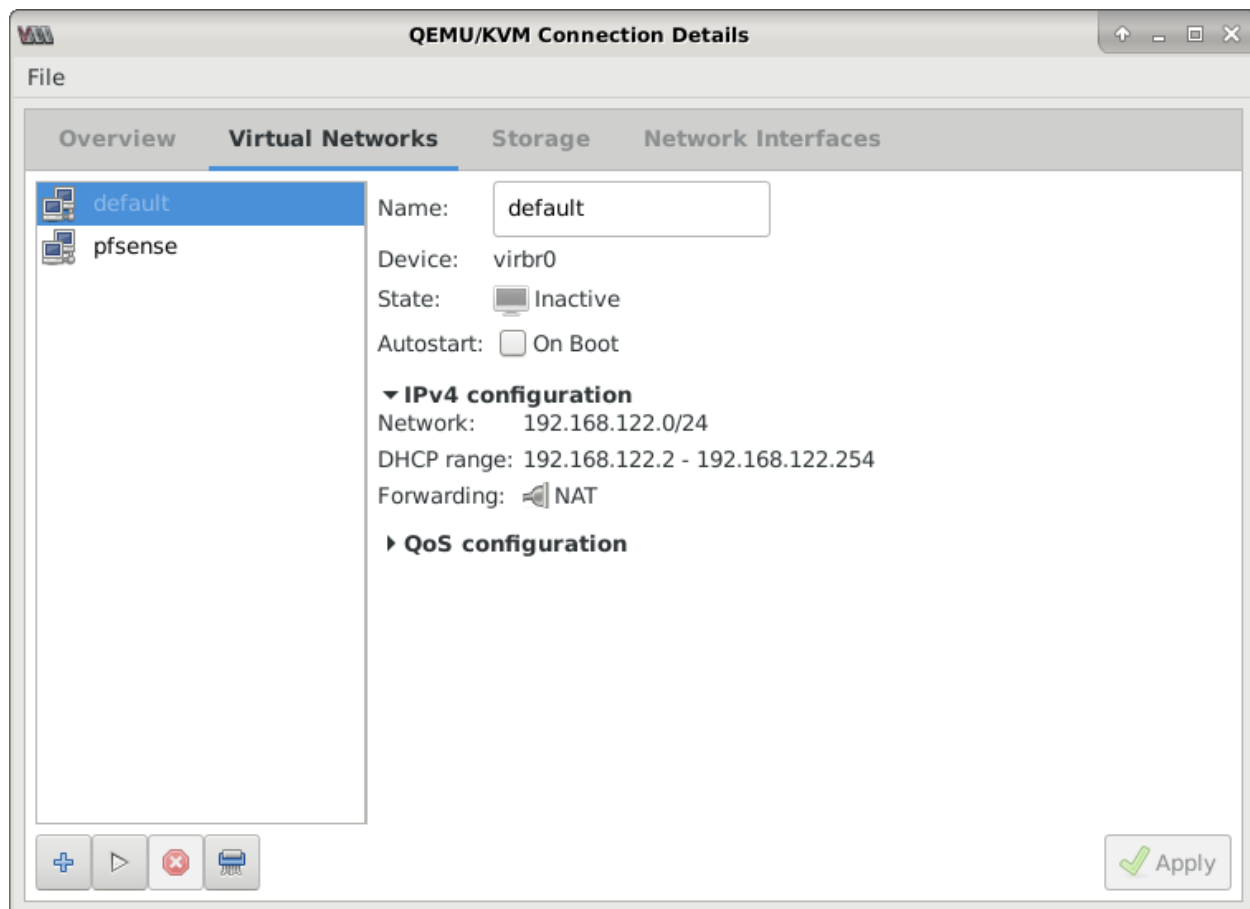 QEMU/KVM Connection Details
File
Overview Virtual Networks Storage Network Interfaces
default
pfsense
Name: default
Device: virbr0
State: Inactive
Autostart: On Boot
IPv4 configuration
Network: 192.168.122.0/24
DHCP range: 192.168.122.2 - 192.168.122.254
Forwarding: NAT
QoS configuration
Apply